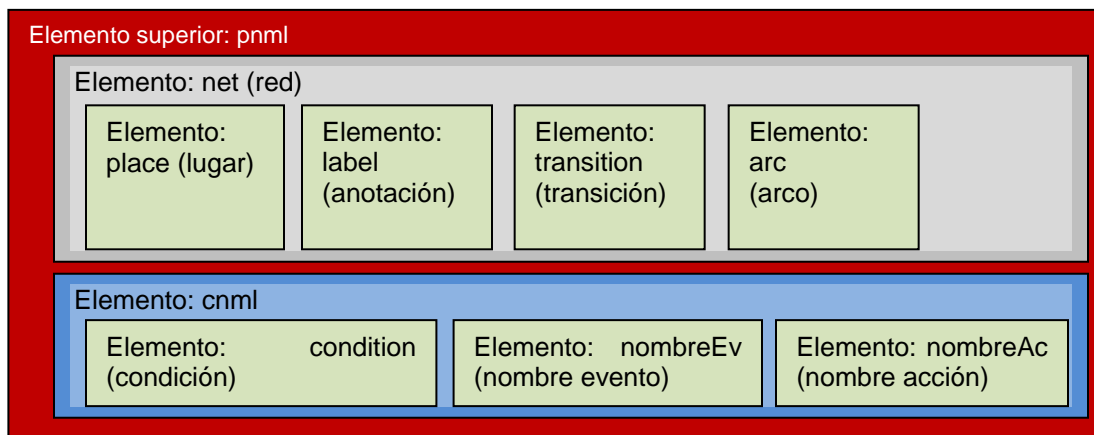 Elemento superior: pnml
Elemento: net (red)
Elemento:
place (lugar)
Elemento:
label
(anotación)
Elemento:
transition
(transición)
Elemento:
arc
(arco)
Elemento: cnml
Elemento: condition
(condición)
Elemento: nombreEv
(nombre evento)
Elemento: nombreAc
(nombre acción)